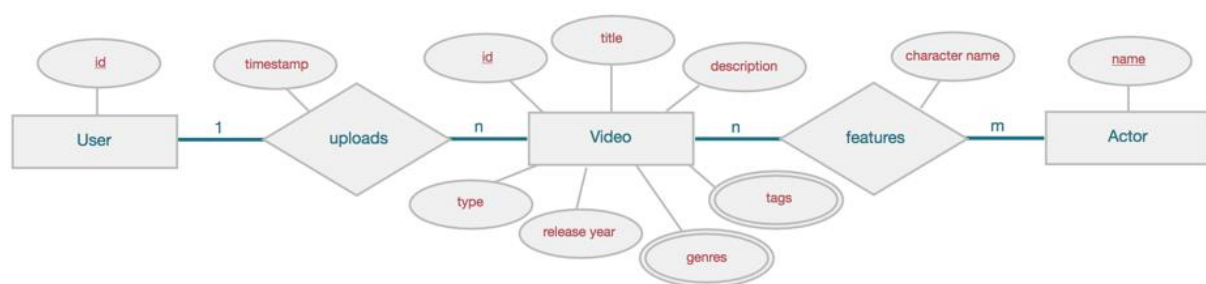 id
timestamp
id
title
description
character name
name
User
1
uploads
n
Video
n
features
m
Actor
type
release year
genres
tags